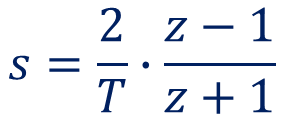 s = 2/T · (z − 1)/(z + 1)